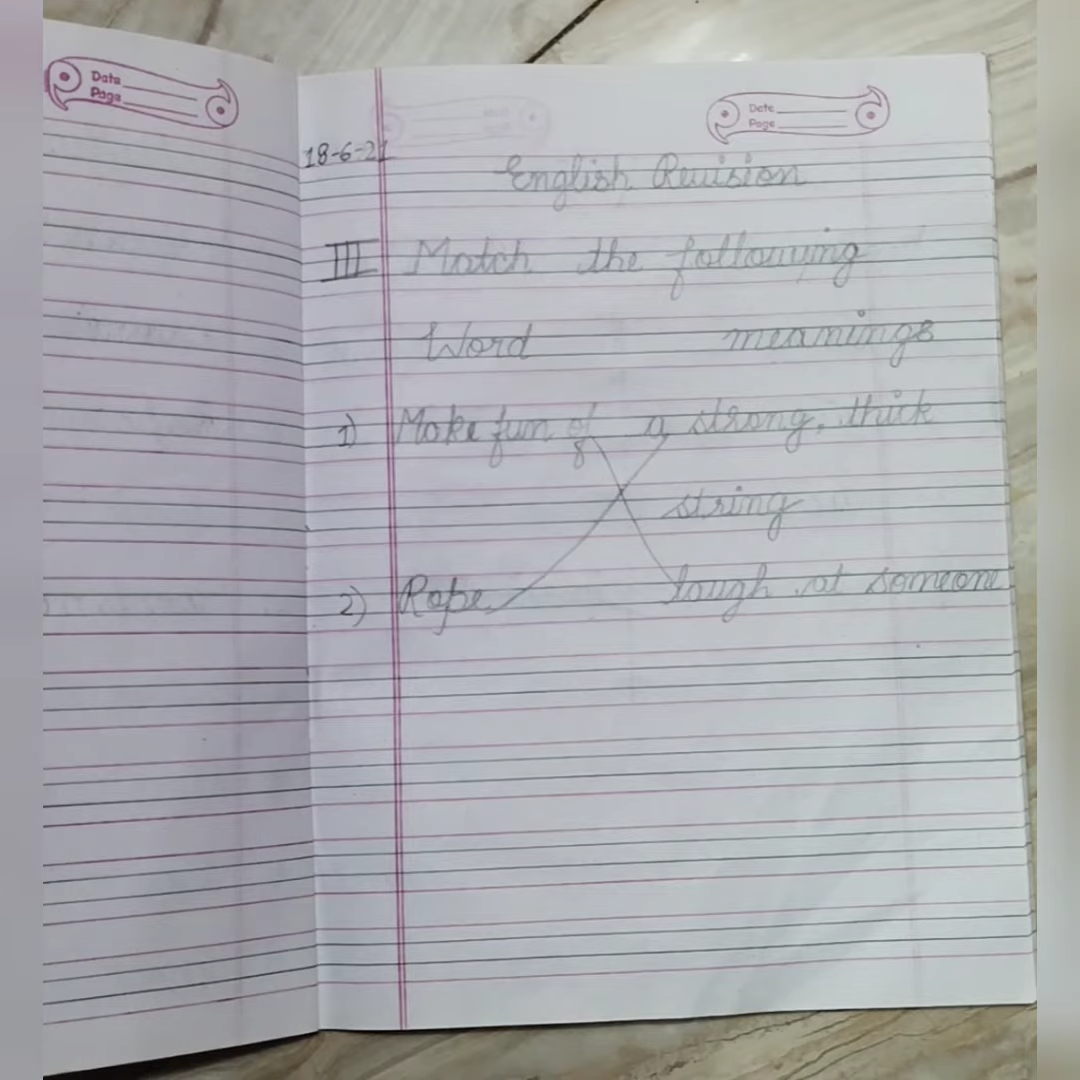 Date
Page
Date
Page
18-6-21
English Revision
III Match the following
Word meanings
1) Make fun of a strong, thick
string
2) Rope laugh at someone